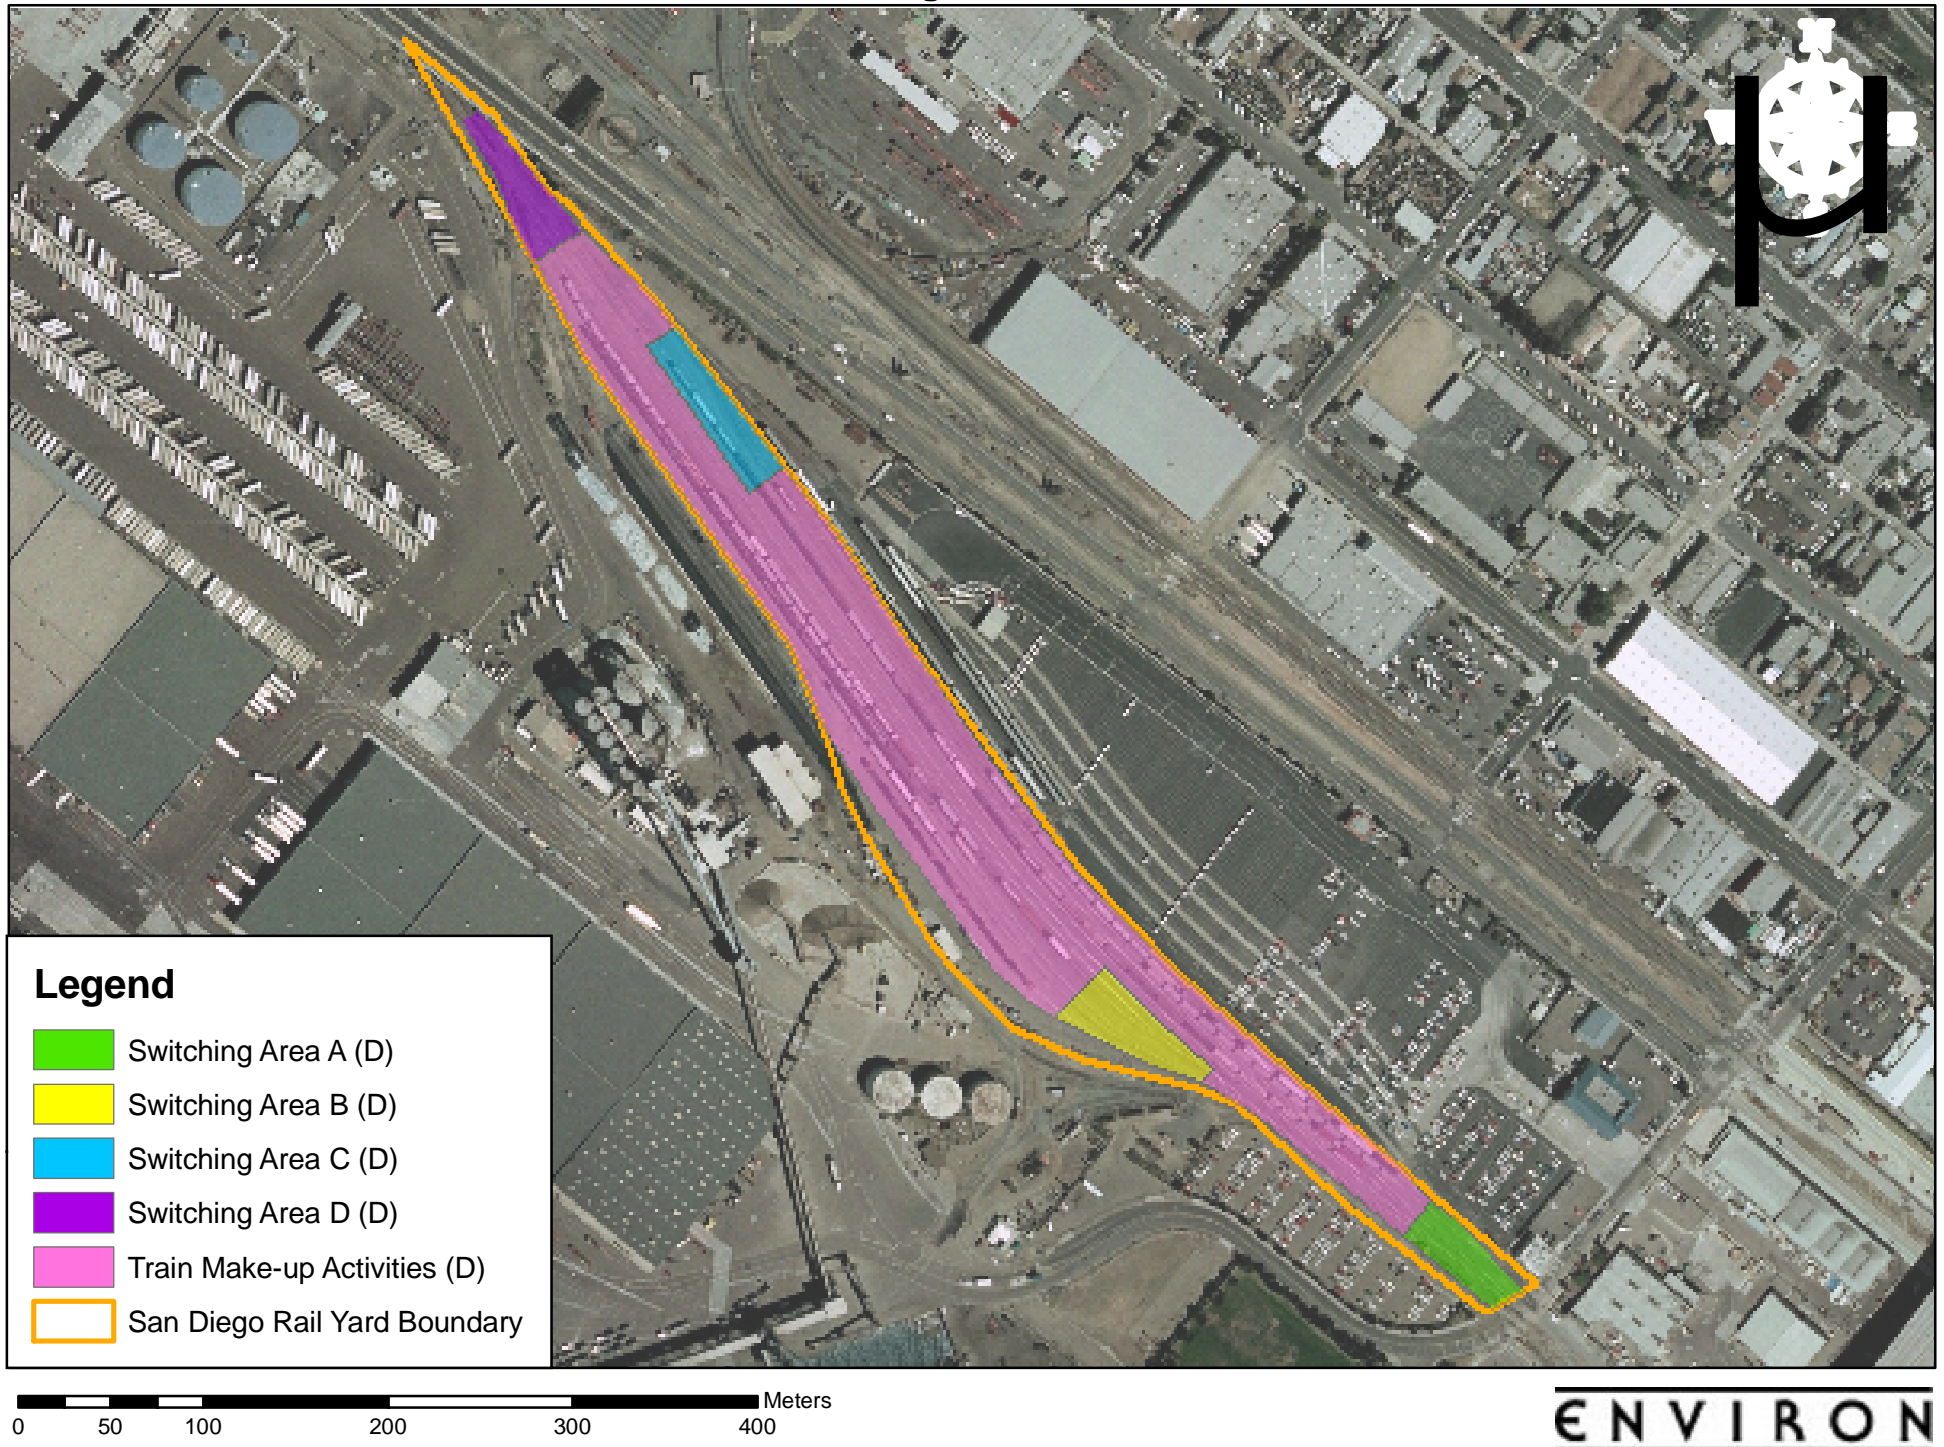 Legend
Switching Area A (D)
Switching Area B (D)
Switching Area C (D)
Switching Area D (D)
Train Make-up Activities (D)
San Diego Rail Yard Boundary
Meters
0 50 100 200 300 400
ENVIRON